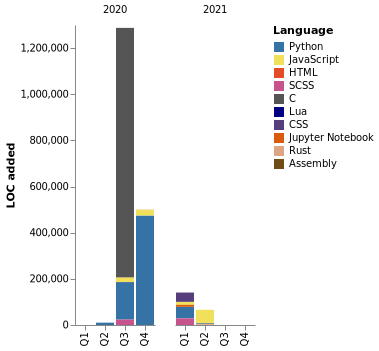 2020 2021
Language
Python
JavaScript
HTML
SCSS
C
Lua
CSS
Jupyter Notebook
Rust
Assembly
LOC added
1,200,000
1,000,000
800,000
600,000
400,000
200,000
0
Q1 Q2 Q3 Q4 Q1 Q2 Q3 Q4